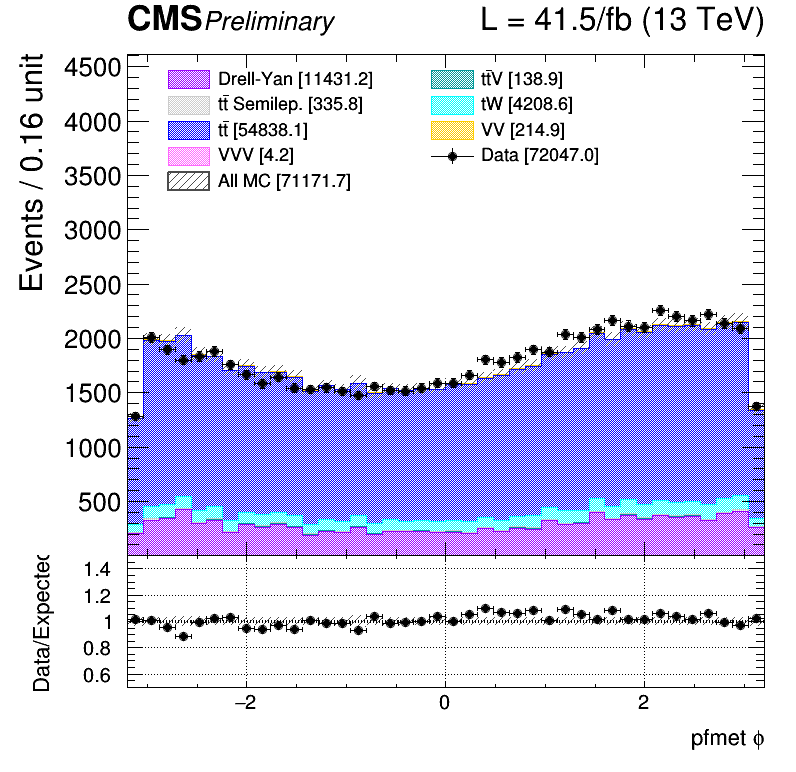 CMS Preliminary L = 41.5/fb (13 TeV)
Events / 0.16 unit
4500
4000
3500
3000
2500
2000
1500
1000
500
Drell-Yan [11431.2]
tt̄ Semilep. [335.8]
tt̄ [54838.1]
VVV [4.2]
All MC [71171.7]
tt̄V [138.9]
tW [4208.6]
VV [214.9]
Data [72047.0]
Data/Expected
1.4
1.2
1
0.8
0.6
−2 0 2
pfmet ϕ